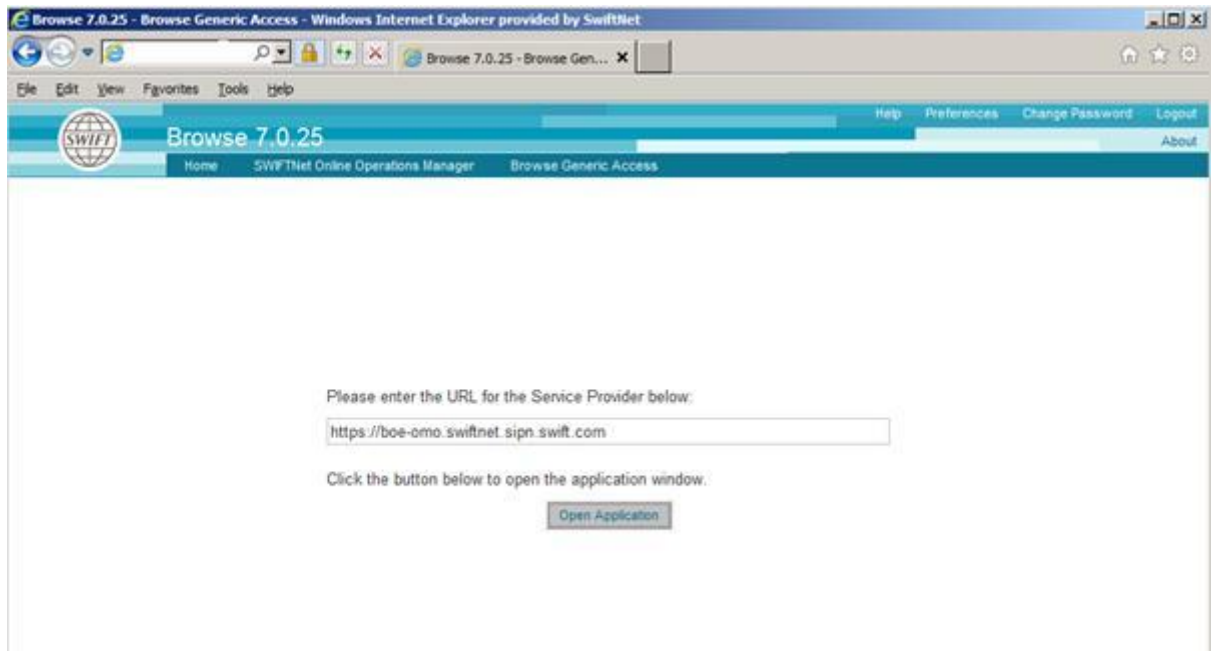 Browse 7.0.25 - Browse Generic Access - Windows Internet Explorer provided by SwiftNet
Browse 7.0.25 - Browse Gen...
File Edit View Favorites Tools Help
Help Preferences Change Password Logout
SWIFT
Browse 7.0.25
About
Home SWIFTNet Online Operations Manager Browse Generic Access
Please enter the URL for the Service Provider below:
https://boe-omo.swiftnet.sipn.swift.com
Click the button below to open the application window.
Open Application